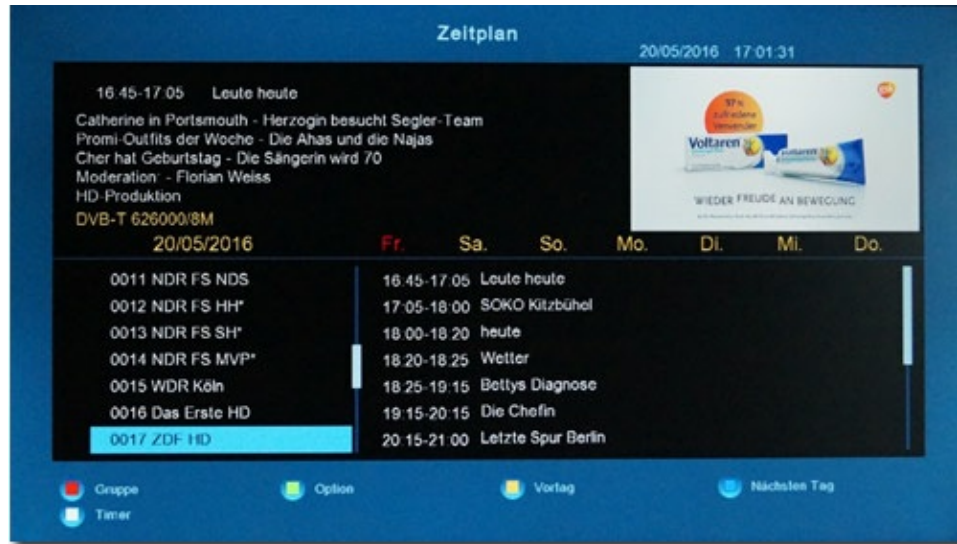 Zeitplan
20/05/2016 17:01:31
16:45-17:05 Leute heute
Catherine in Portsmouth - Herzogin besucht Segler-Team
Promi-Outfits der Woche - Die Ahas und die Najas
Cher hat Geburtstag - Die Sängerin wird 70
Moderation: - Florian Weiss
HD-Produktion
DVB-T 626000/8M
97%
zufriedene
Verwender
Voltaren
Voltaren
WIEDER FREUDE AN BEWEGUNG
20/05/2016 Fr. Sa. So. Mo. Di. Mi. Do.
0011 NDR FS NDS
0012 NDR FS HH*
0013 NDR FS SH*
0014 NDR FS MVP*
0015 WDR Köln
0016 Das Erste HD
0017 ZDF HD
16:45-17:05 Leute heute
17:05-18:00 SOKO Kitzbühel
18:00-18:20 heute
18:20-18:25 Wetter
18:25-19:15 Bettys Diagnose
19:15-20:15 Die Chefin
20:15-21:00 Letzte Spur Berlin
Gruppe Option Vortag Nächsten Tag
Timer